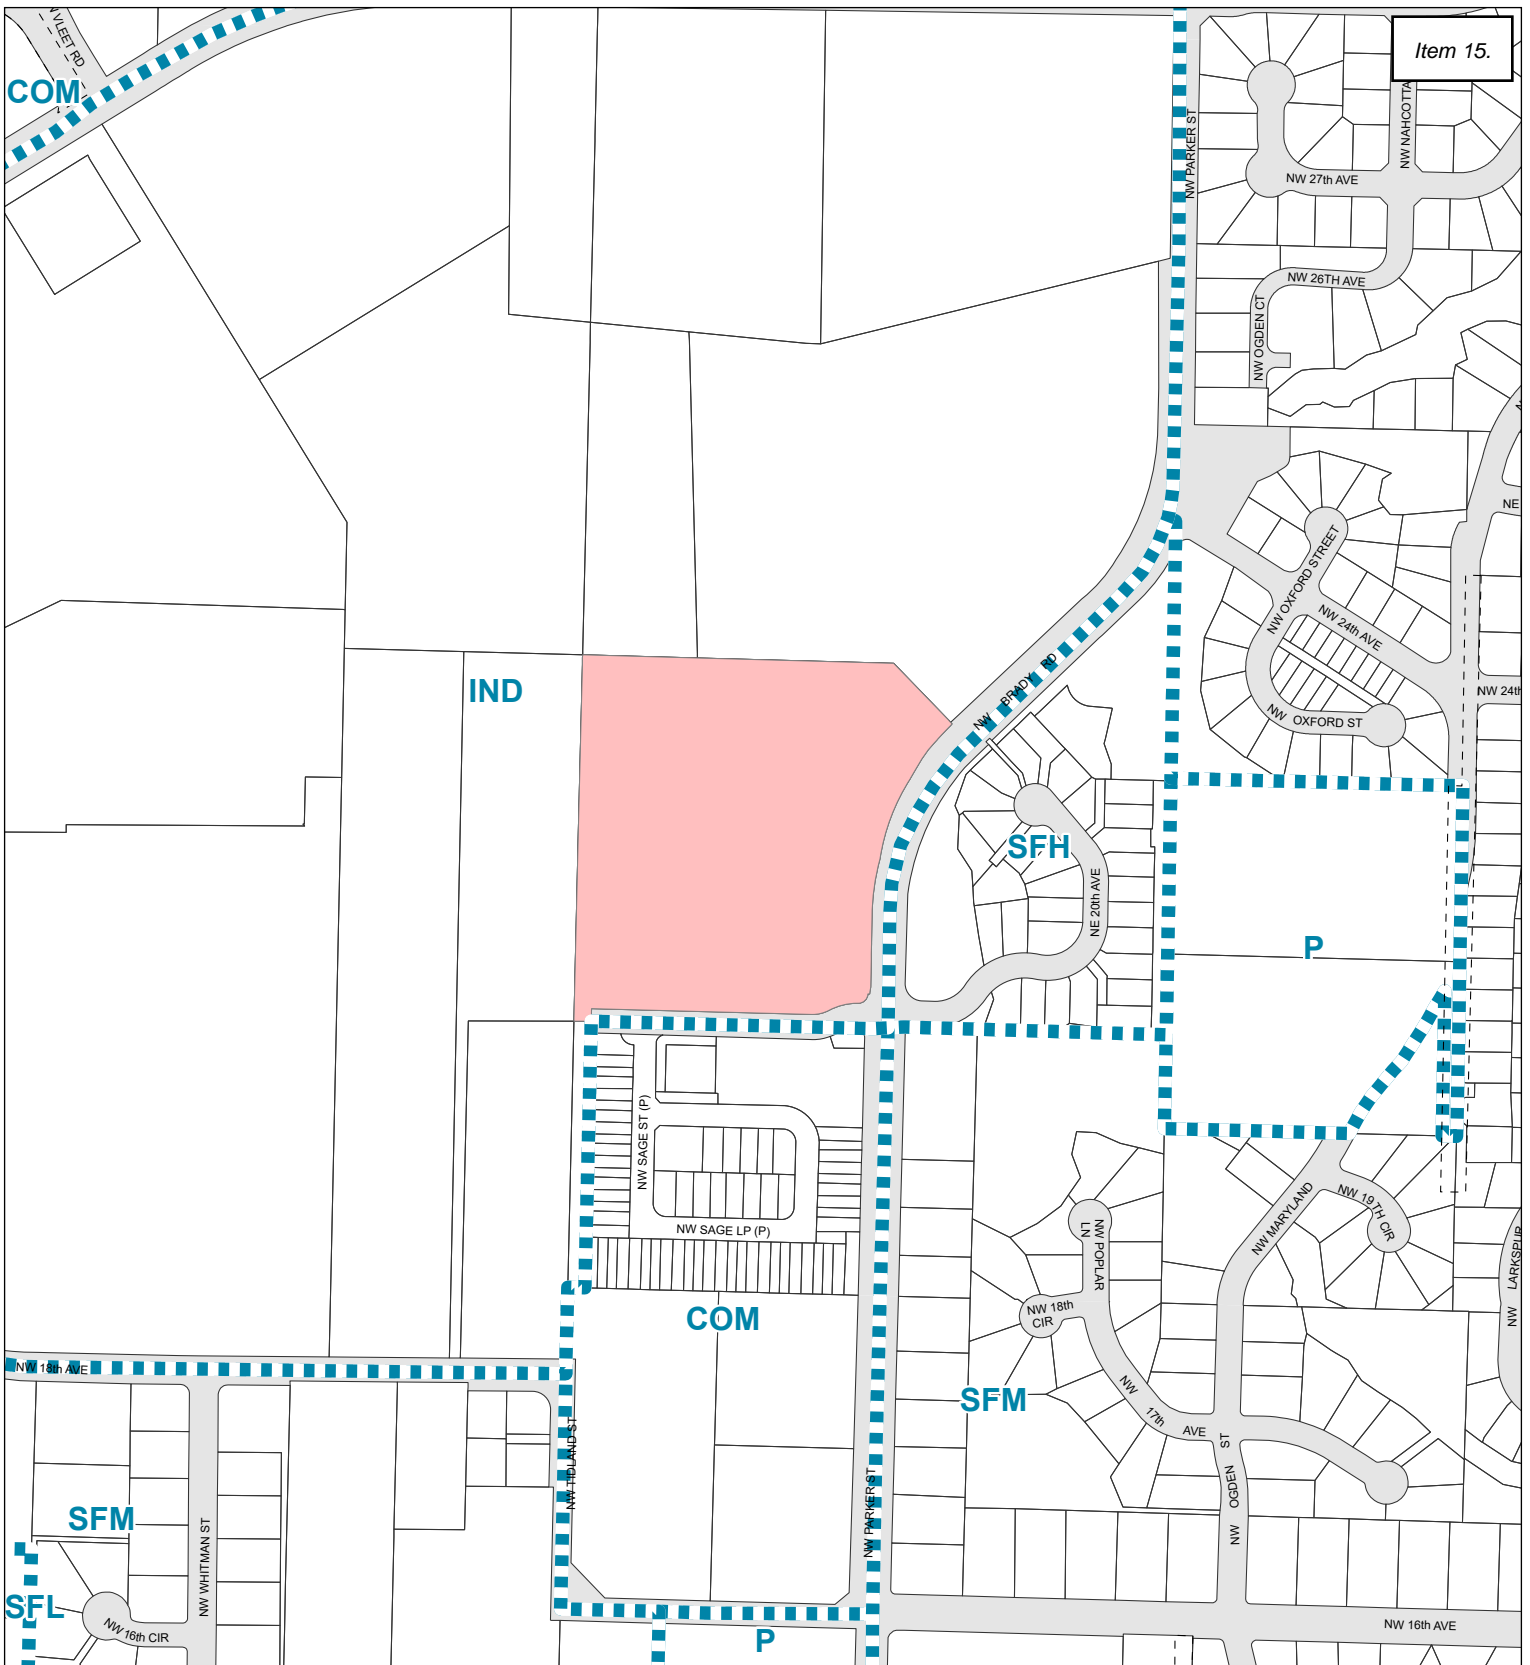 VLEET RD
Item 15.
COM
NW PARKER ST
NW NAHCOTTA
NW 27th AVE
NW 26TH AVE
NW OGDEN CT
NE
NW OXFORD STREET
NW 24th AVE
NW BRADY RD
IND
NW 24th
NW OXFORD ST
SFH
NE 20th AVE
P
NW SAGE ST (P)
NW SAGE LP (P)
NW MARYLAND
NW 19TH CIR
NW POPLAR
LN
NW LARKSPUR
NW 18th
CIR
COM
NW 18th AVE
NW 17th AVE
SFM
ST
NW TIDLAND ST
NW PARKER ST
NW OGDEN
SFM
NW WHITMAN ST
SFL
NW 16th CIR
NW 16th AVE
P